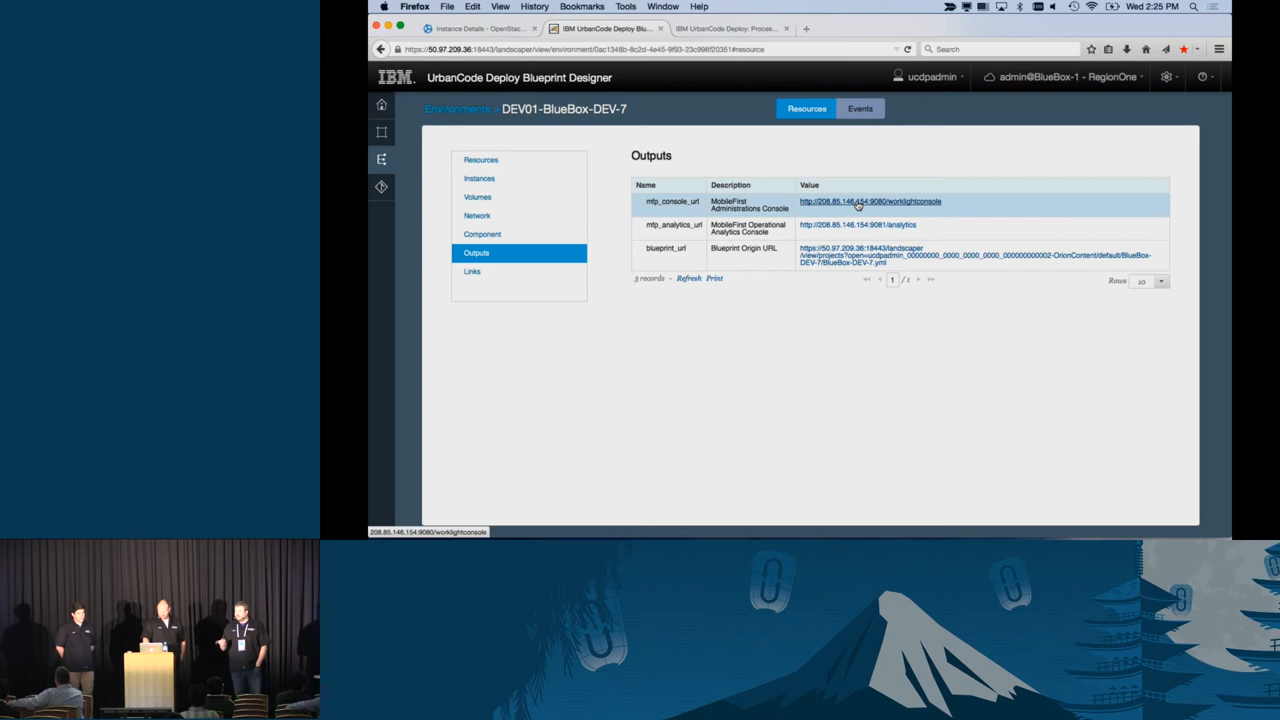 Firefox File Edit View History Bookmarks Tools Window Help Wed 2:25 PM
Instance Details - OpenStac... IBM UrbanCode Deploy Blu... IBM UrbanCode Deploy: Proces...
https://50.97.209.36:18443/landscaper/view/environment/0ac1348b-8c2d-4e45-9f93-23c998f20351#resource Search
IBM. UrbanCode Deploy Blueprint Designer ucdpadmin admin@BlueBox-1 - RegionOne
Environments > DEV01-BlueBox-DEV-7 Resources Events
Resources
Instances
Volumes
Network
Component
Outputs
Links
Outputs
Name Description Value
mfp_console_url MobileFirst Administrations Console http://208.85.146.154:9080/worklightconsole
mfp_analytics_url MobileFirst Operational Analytics Console http://208.85.146.154:9081/analytics
blueprint_url Blueprint Origin URL https://50.97.209.36:18443/landscaper
/view/projects?open=ucdpadmin_00000000_0000_0000_0000_000000000002-OrionContent/default/BlueBox-
DEV-7/BlueBox-DEV-7.yml
3 records - Refresh Print 1 / 1 Rows 10
208.85.146.154:9080/worklightconsole